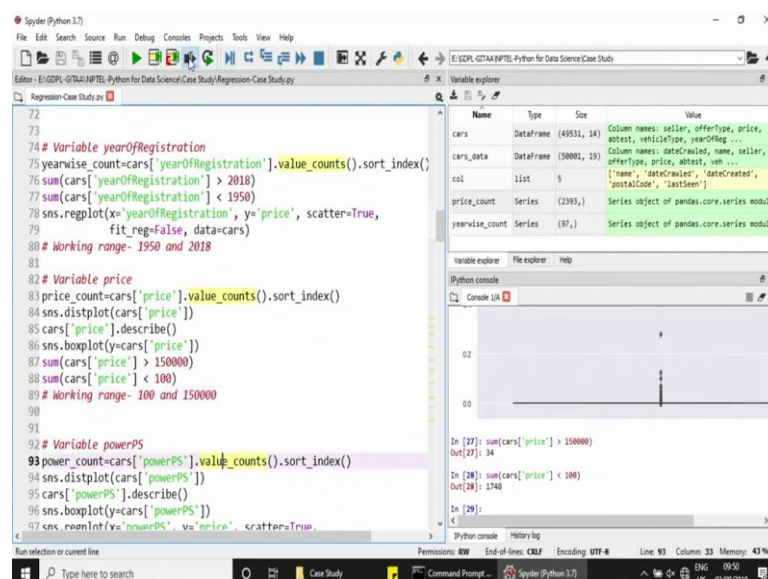 Spyder (Python 3.7)
File Edit Search Source Run Debug Consoles Projects Tools View Help
E:\GDPL-GITAA\NPTEL-Python for Data Science\Case Study
Editor - E:\GDPL-GITAA\NPTEL-Python for Data Science\Case Study\Regression-Case Study.py
Regression-Case Study.py
72
73
74 # Variable yearOfRegistration
75 yearwise_count=cars['yearOfRegistration'].value_counts().sort_index()
76 sum(cars['yearOfRegistration'] > 2018)
77 sum(cars['yearOfRegistration'] < 1950)
78 sns.regplot(x='yearOfRegistration', y='price', scatter=True,
79 fit_reg=False, data=cars)
80 # Working range- 1950 and 2018
81
82 # Variable price
83 price_count=cars['price'].value_counts().sort_index()
84 sns.distplot(cars['price'])
85 cars['price'].describe()
86 sns.boxplot(y=cars['price'])
87 sum(cars['price'] > 150000)
88 sum(cars['price'] < 100)
89 # Working range- 100 and 150000
90
91
92 # Variable powerPS
93 power_count=cars['powerPS'].value_counts().sort_index()
94 sns.distplot(cars['powerPS'])
95 cars['powerPS'].describe()
96 sns.boxplot(y=cars['powerPS'])
97 sns.regplot(x='powerPS', y='price', scatter=True,
Variable explorer
Name Type Size Value
cars DataFrame (49531, 14) Column names: seller, offerType, price,
abtest, vehicleType, yearOfReg ...
cars_data DataFrame (50001, 19) Column names: dateCrawled, name, seller,
offerType, price, abtest, veh ...
col list 5 ['name', 'dateCrawled', 'dateCreated',
'postalCode', 'lastSeen']
price_count Series (2393,) Series object of pandas.core.series modul
yearwise_count Series (97,) Series object of pandas.core.series modul
Variable explorer File explorer Help
IPython console
Console 1/A
0.2
0.0
In [27]: sum(cars['price'] > 150000)
Out[27]: 34
In [28]: sum(cars['price'] < 100)
Out[28]: 1748
In [29]:
IPython console History log
Run selection or current line
Permissions: RW End-of-lines: CRLF Encoding: UTF-8 Line: 93 Column: 33 Memory: 43 %
Type here to search
Case Study
Command Prompt ...
Spyder (Python 3.7)
ENG
09:50